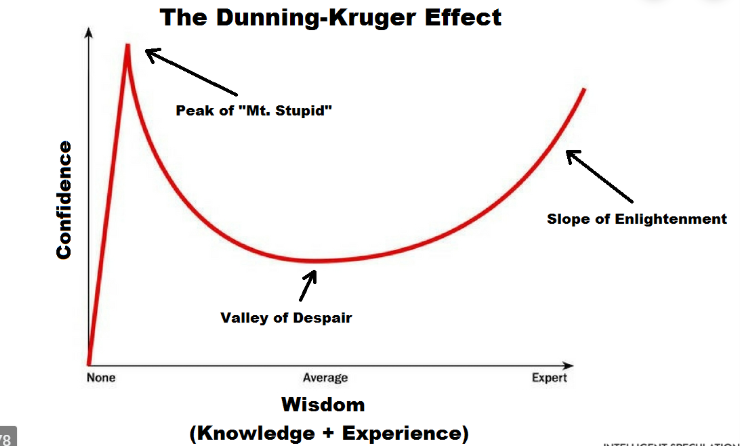 The Dunning-Kruger Effect
Peak of "Mt. Stupid"
Confidence
Slope of Enlightenment
Valley of Despair
None
Average
Expert
Wisdom
(Knowledge + Experience)
78